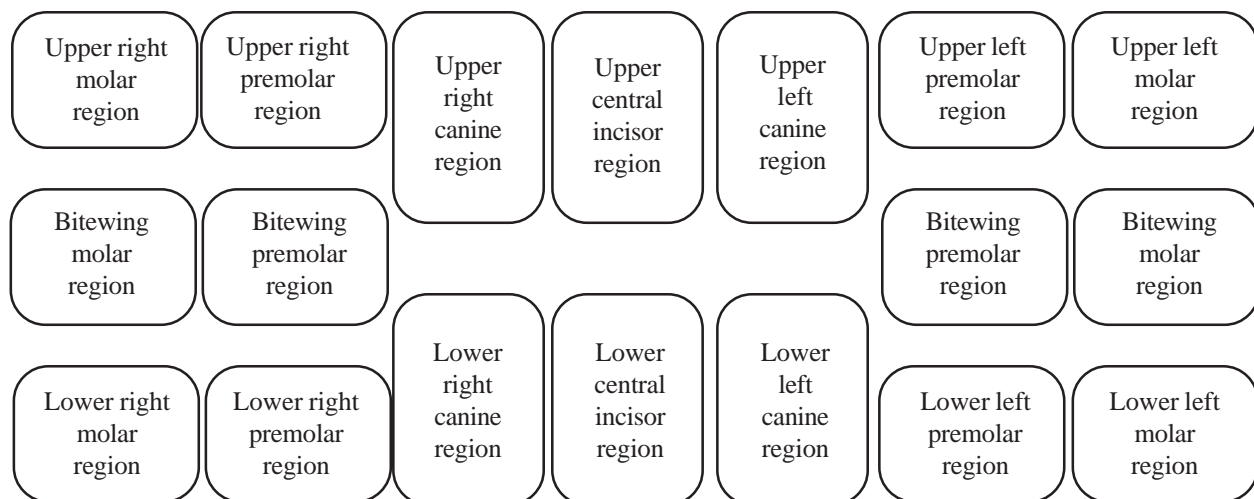 Upper right
molar
region
Upper right
premolar
region
Upper
right
canine
region
Upper
central
incisor
region
Upper
left
canine
region
Upper left
premolar
region
Upper left
molar
region
Bitewing
molar
region
Bitewing
premolar
region
Bitewing
premolar
region
Bitewing
molar
region
Lower right
molar
region
Lower right
premolar
region
Lower
right
canine
region
Lower
central
incisor
region
Lower
left
canine
region
Lower left
premolar
region
Lower left
molar
region